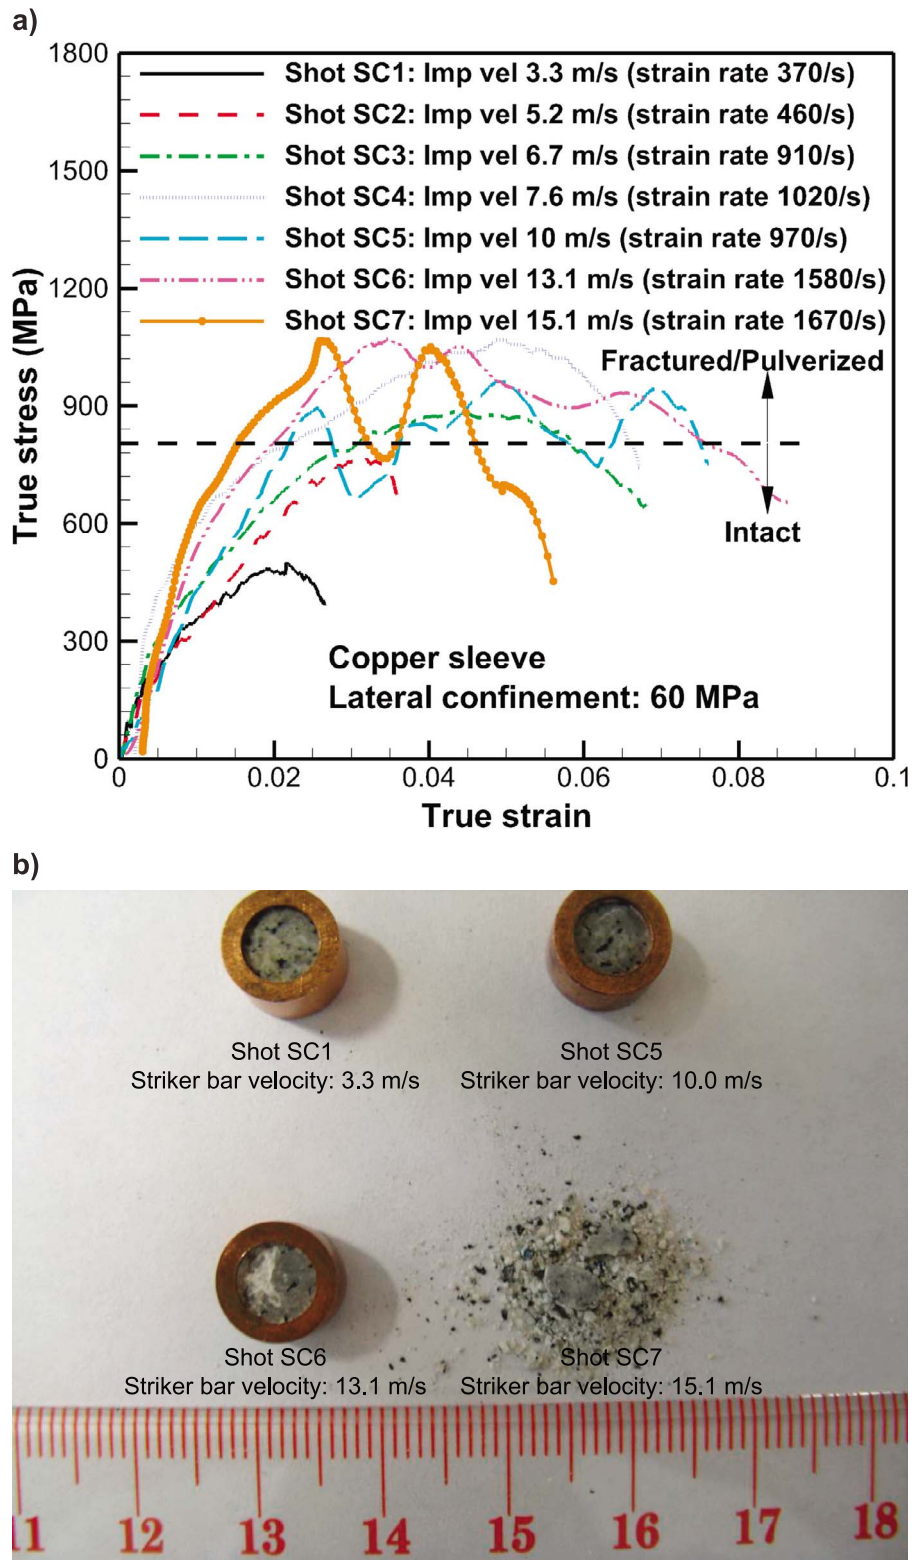 a)
1800
1500
1200
900
600
300
0
True stress (MPa)
Shot SC1: Imp vel 3.3 m/s (strain rate 370/s)
Shot SC2: Imp vel 5.2 m/s (strain rate 460/s)
Shot SC3: Imp vel 6.7 m/s (strain rate 910/s)
Shot SC4: Imp vel 7.6 m/s (strain rate 1020/s)
Shot SC5: Imp vel 10 m/s (strain rate 970/s)
Shot SC6: Imp vel 13.1 m/s (strain rate 1580/s)
Shot SC7: Imp vel 15.1 m/s (strain rate 1670/s)
Fractured/Pulverized
Intact
Copper sleeve
Lateral confinement: 60 MPa
0 0.02 0.04 0.06 0.08 0.1
True strain
b)
Shot SC1
Striker bar velocity: 3.3 m/s
Shot SC5
Striker bar velocity: 10.0 m/s
Shot SC6
Striker bar velocity: 13.1 m/s
Shot SC7
Striker bar velocity: 15.1 m/s
11 12 13 14 15 16 17 18